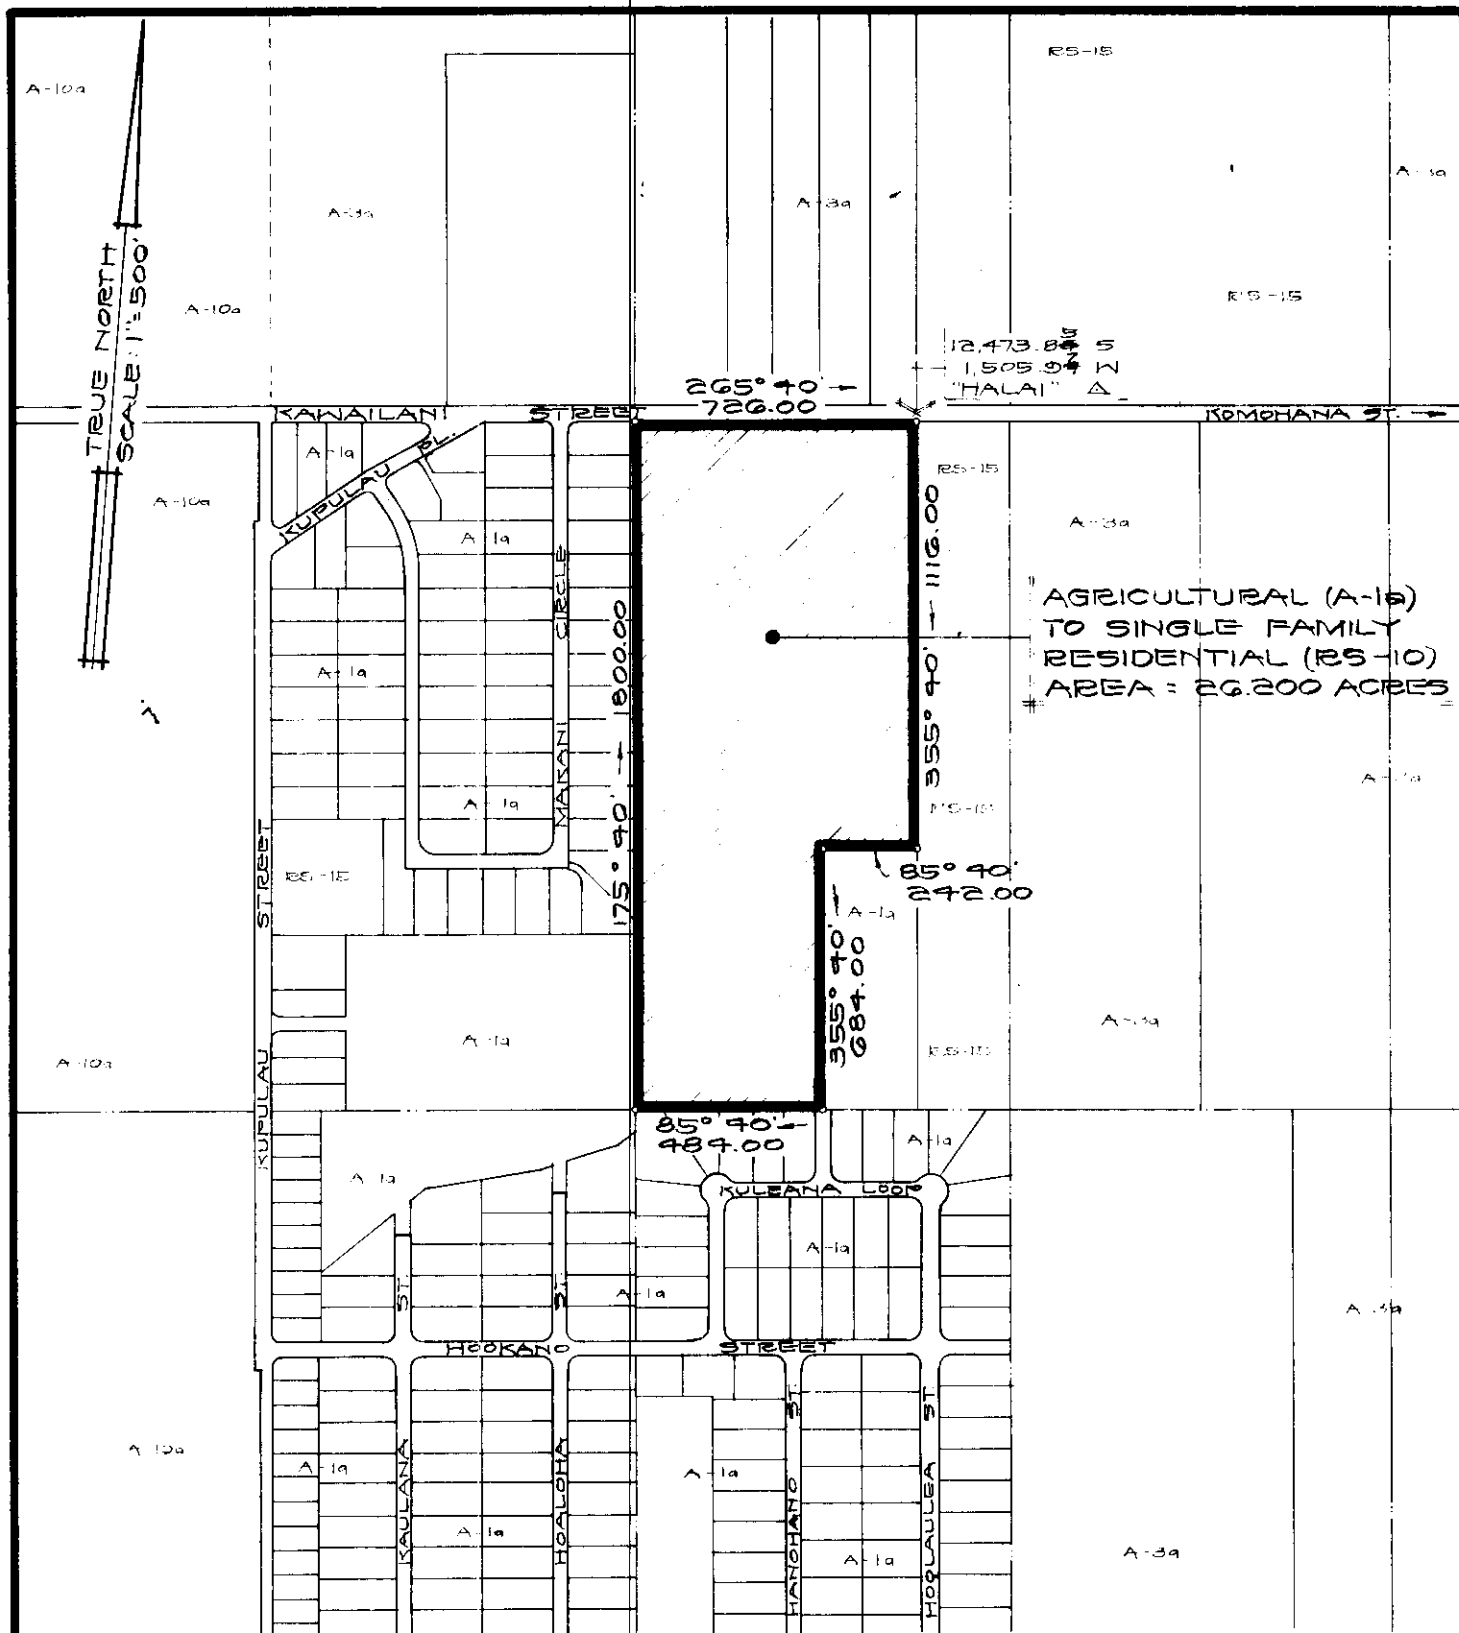 A-10a
RS-15
A-3a
A-3a
A-3a
A-10a
RS-15
TRUE NORTH
SCALE: 1"=500'
12,473.8 S
1,505.9 W
"HALAI" △
265° 40'
726.00
KAWAILANI STREET
KOMOHANA ST.
KUPULAU PL.
A-1a
RS-15
A-10a
A-3a
A-1a
MAKANI CIRCLE
175° 40' 1800.00
355° 40' 1116.00
AGRICULTURAL (A-1a)
TO SINGLE FAMILY
RESIDENTIAL (RS-10)
AREA = 26.200 ACRES
A-1a
A-1a
RS-15
RS-15
85° 40'
242.00
A-1a
355° 40'
684.00
KUPULAU STREET
A-1a
A-3a
RS-15
A-10a
85° 40'
484.00
A-1a
A-1a
KULEANA LOOP
A-1a
A-1a
A-3a
ST.
ST.
HOOKANO STREET
A-10a
A-1a
A-1a
KAULANA
HOALOHA
HANOHANO ST.
HOOLAULEA ST.
A-1a
A-1a
A-3a